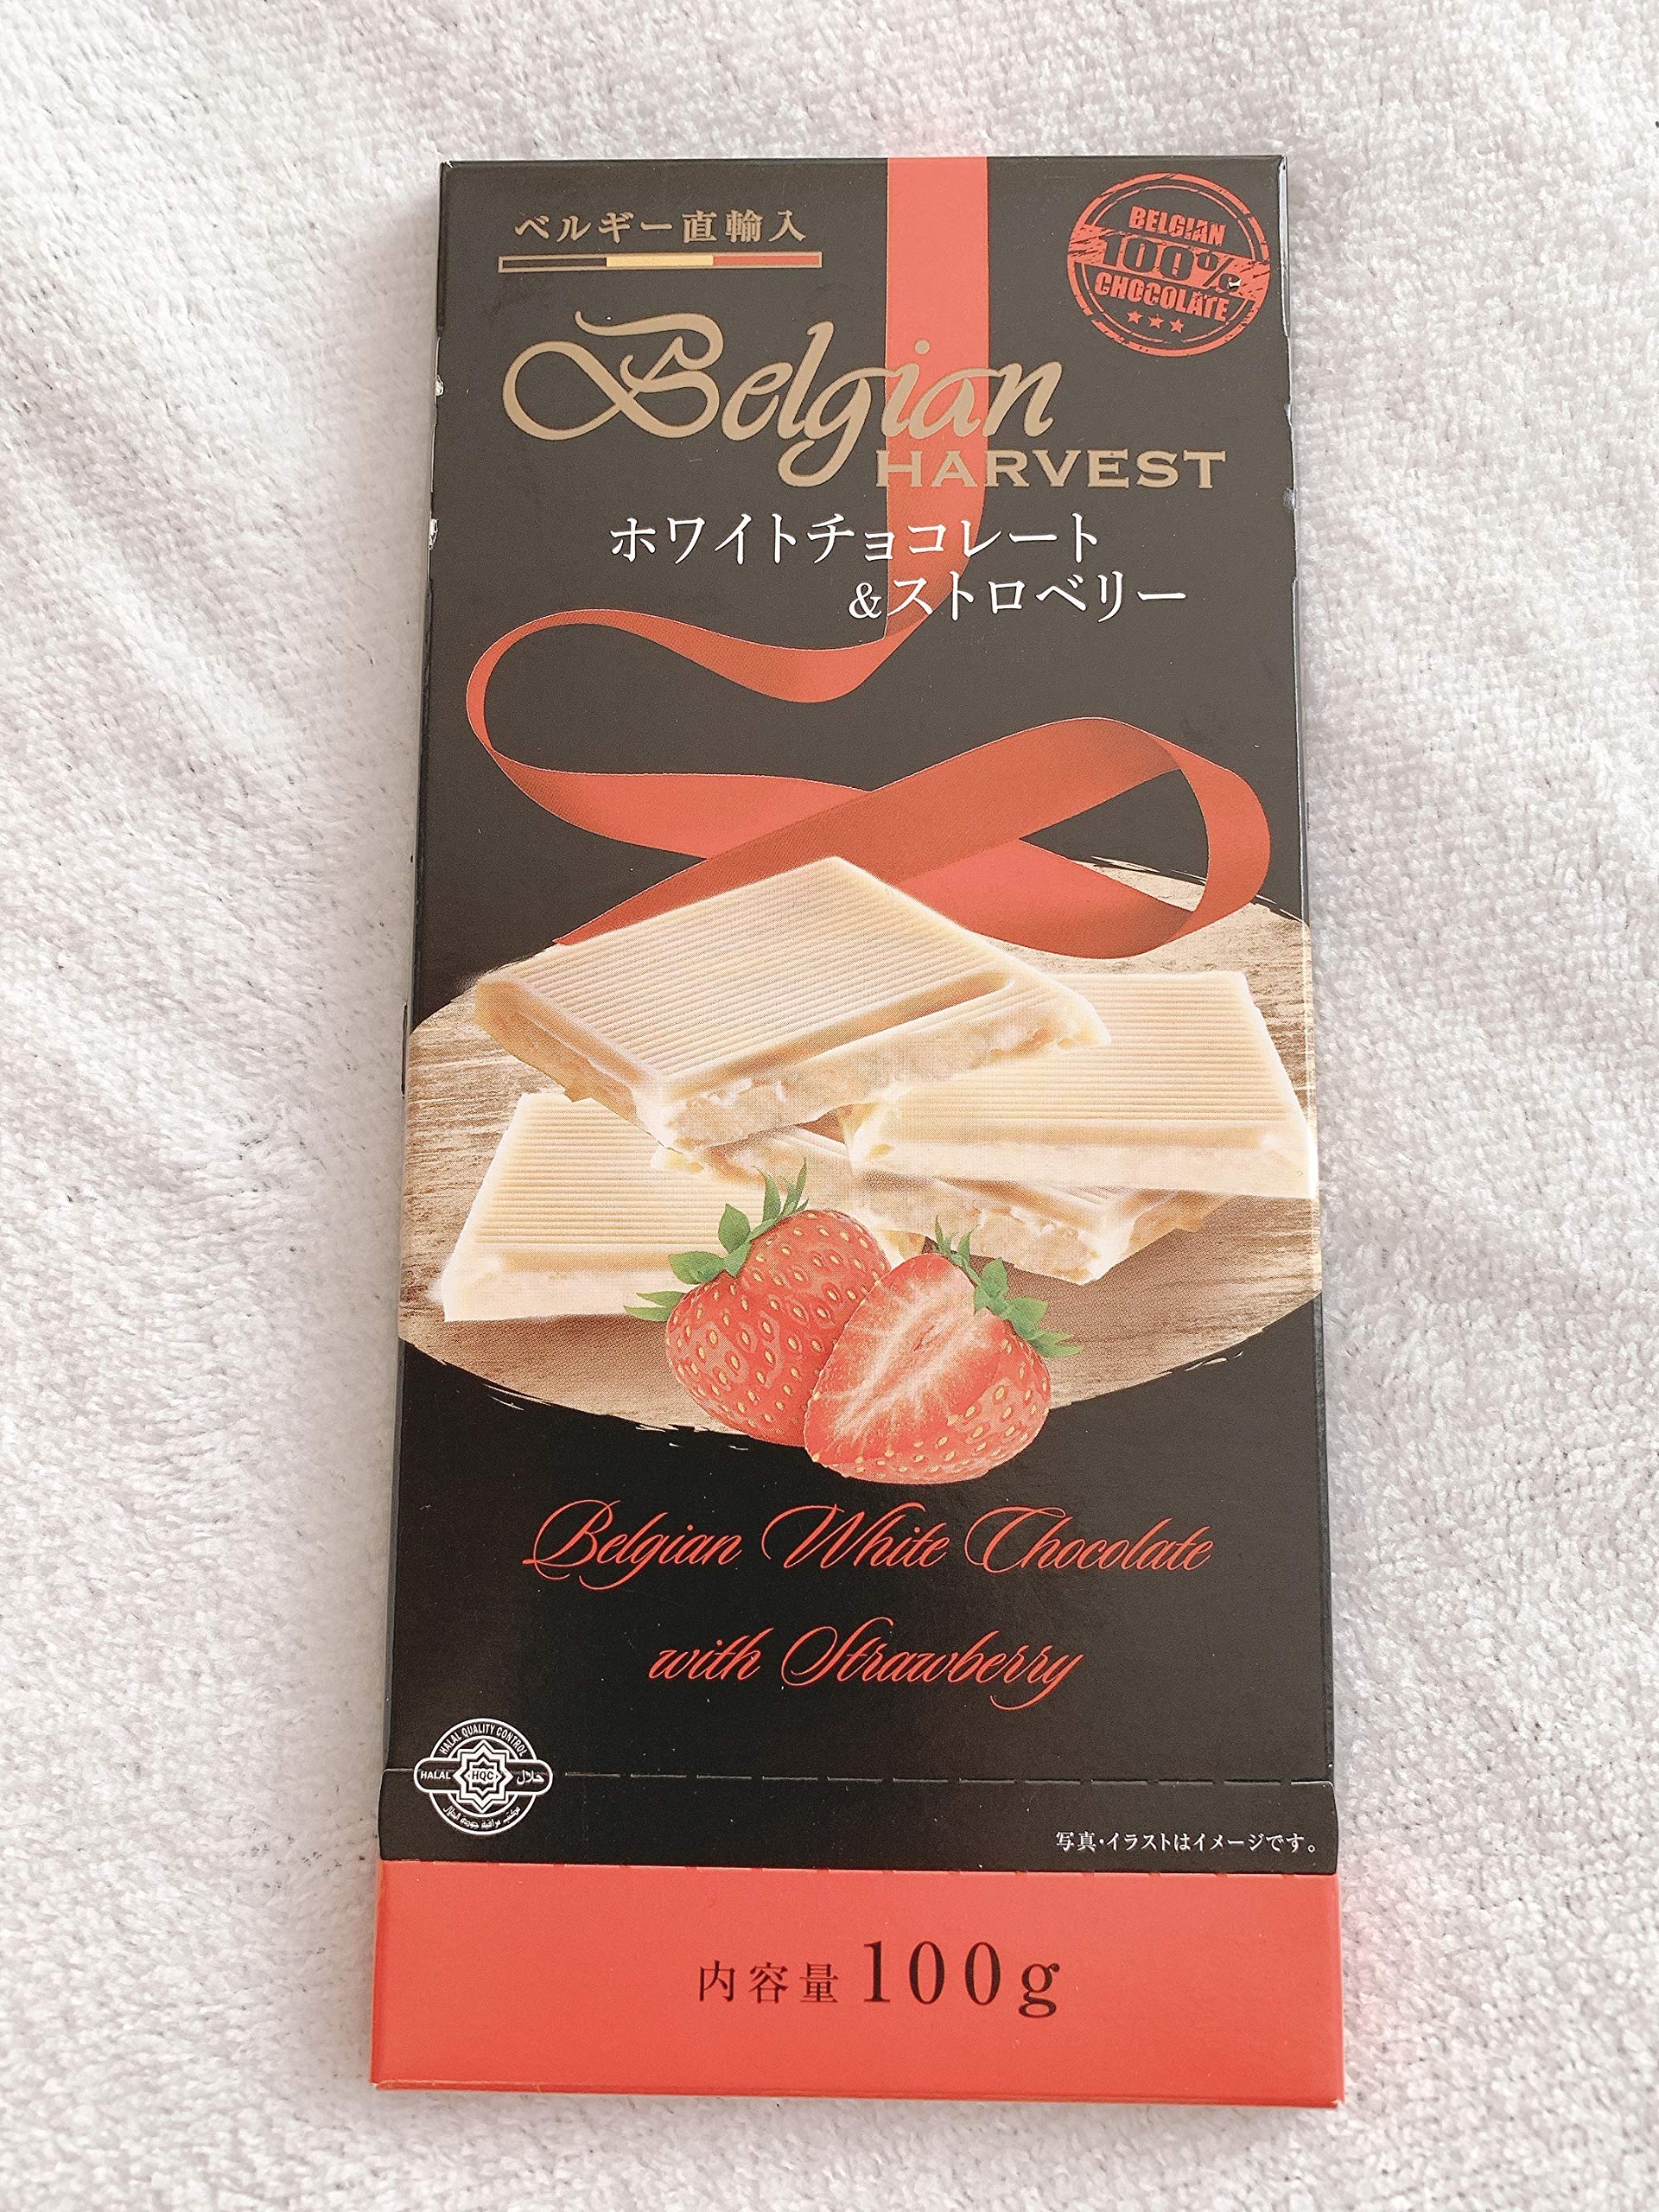 ベルギー直輸入
BELGIAN
100%
CHOCOLATE
Belgian
HARVEST
ホワイトチョコレート
&ストロベリー
Belgian White Chocolate
with Strawberry
HALAL QUALITY CONTROL
HALAL HQC حلال
写真・イラストはイメージです。
内容量 100g